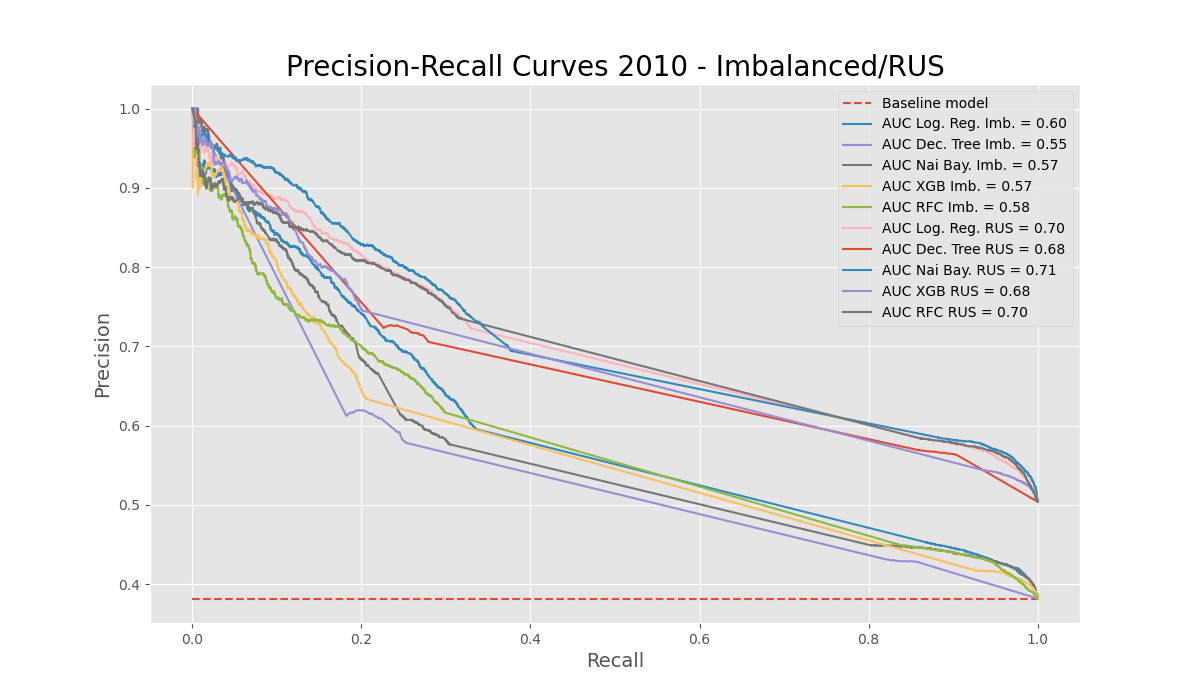 Precision-Recall Curves 2010 - Imbalanced/RUS
Baseline model
AUC Log. Reg. Imb. = 0.60
AUC Dec. Tree Imb. = 0.55
AUC Nai Bay. Imb. = 0.57
AUC XGB Imb. = 0.57
AUC RFC Imb. = 0.58
AUC Log. Reg. RUS = 0.70
AUC Dec. Tree RUS = 0.68
AUC Nai Bay. RUS = 0.71
AUC XGB RUS = 0.68
AUC RFC RUS = 0.70
Precision
1.0
0.9
0.8
0.7
0.6
0.5
0.4
0.0 0.2 0.4 0.6 0.8 1.0
Recall